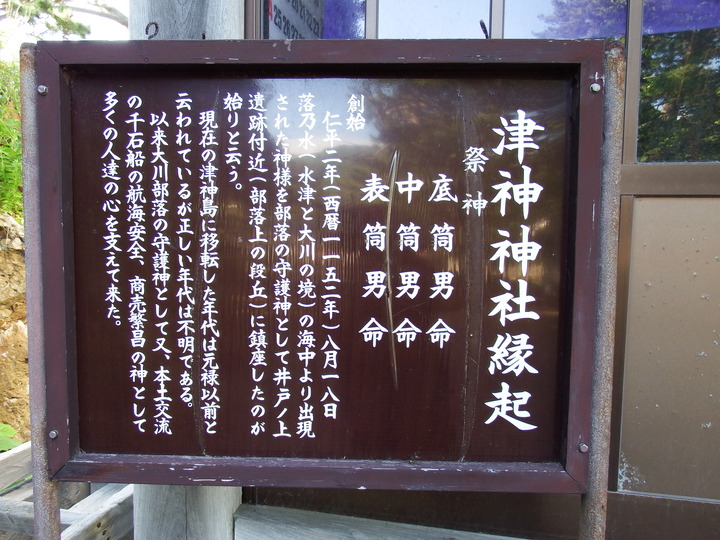 津神神社縁起
祭神
底筒男命
中筒男命
表筒男命
創始
仁平二年(西暦一一五二年)八月一八日
落乃水(水津と大川の境)の海中より出現
された神様を部落の守護神として井戸ノ上
遺跡付近(部落上の段丘)に鎮座したのが
始りと云う。
現在の津神島に移転した年代は元禄以前と
云われているが正しい年代は不明である。
以来大川部落の守護神として又、本土交流
の千石船の航海安全、商売繁昌の神として
多くの人達の心を支えて来た。